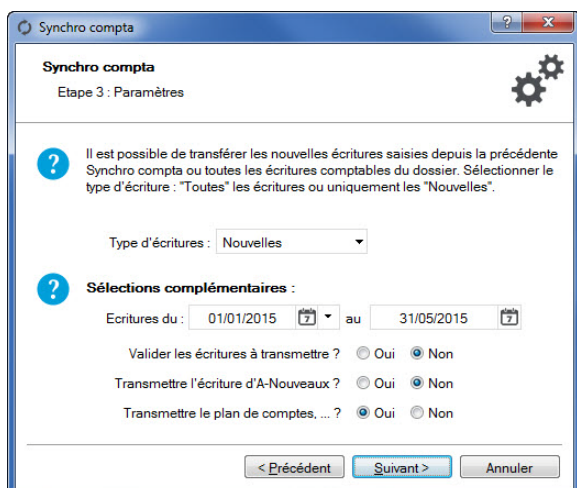 Synchro compta
Synchro compta
Etape 3 : Paramètres
Il est possible de transférer les nouvelles écritures saisies depuis la précédente
Synchro compta ou toutes les écritures comptables du dossier. Sélectionner le
type d'écriture : "Toutes" les écritures ou uniquement les "Nouvelles".
Type d'écritures : Nouvelles
Sélections complémentaires :
Ecritures du : 01/01/2015 7 au 31/05/2015 7
Valider les écritures à transmettre ? Oui Non
Transmettre l'écriture d'A-Nouveaux ? Oui Non
Transmettre le plan de comptes, ... ? Oui Non
< Précédent Suivant > Annuler